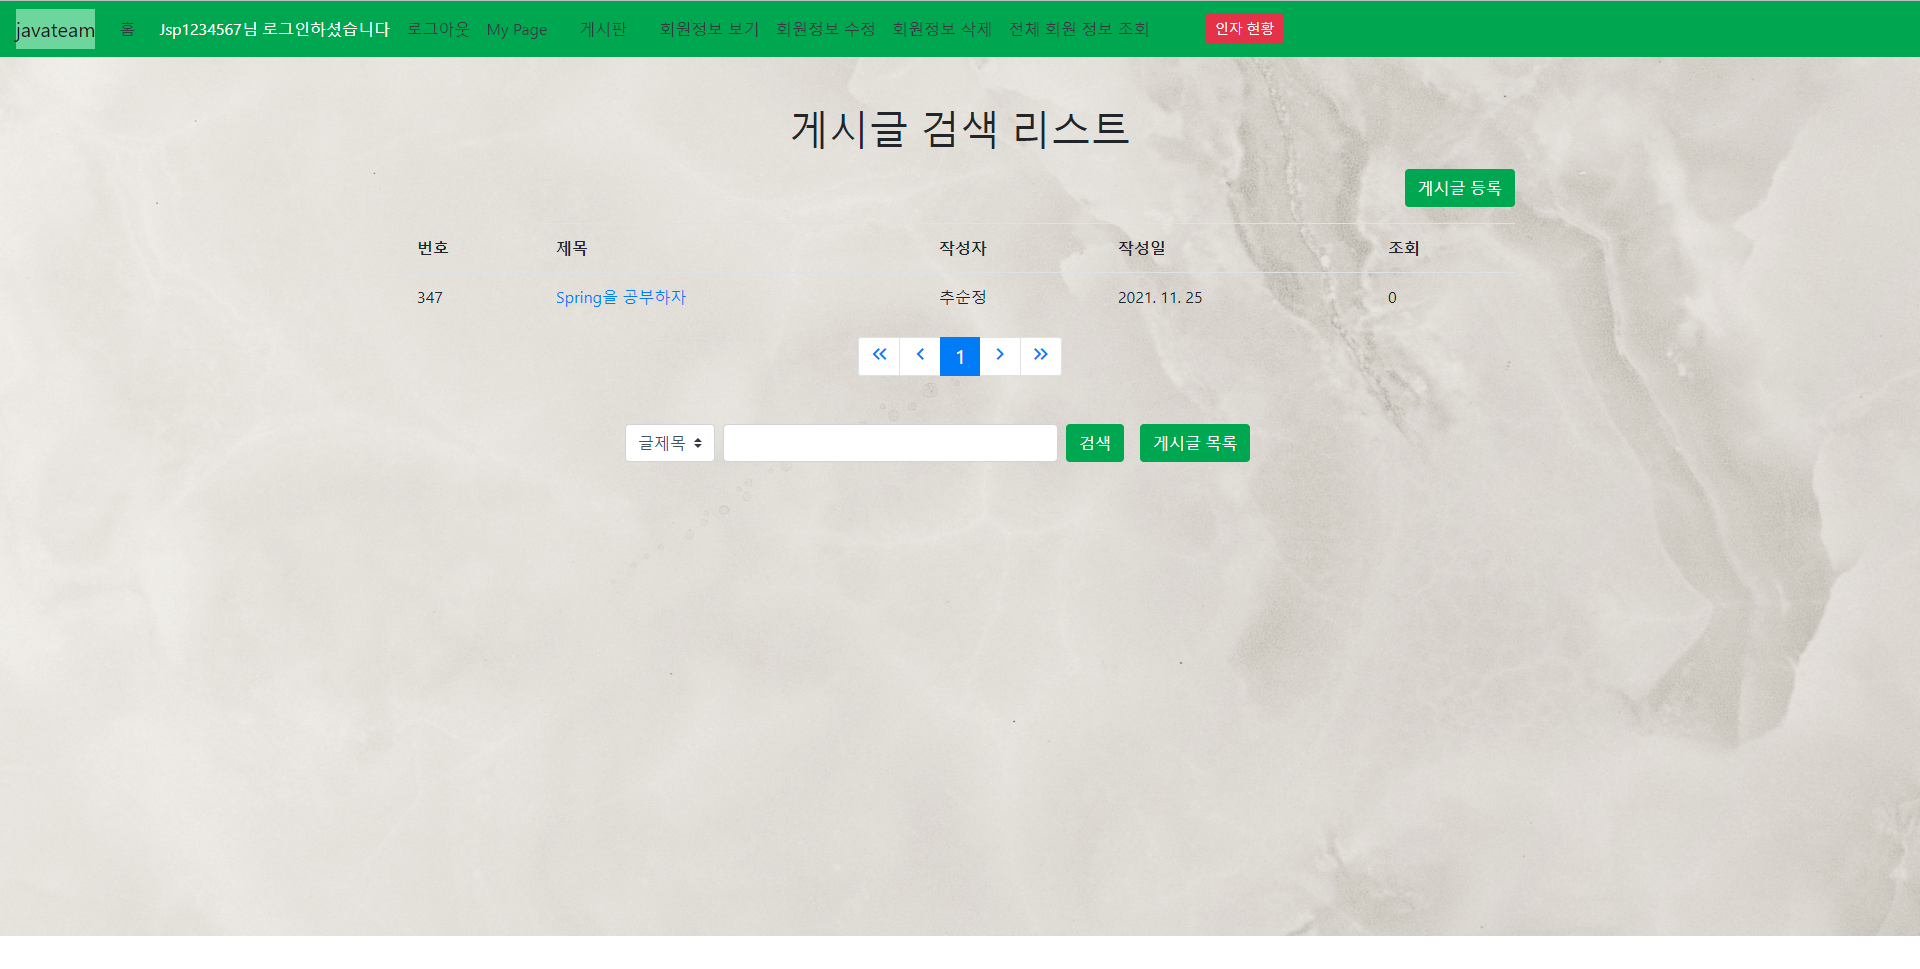 javateam 홈 Jsp1234567님 로그인하셨습니다 로그아웃 My Page 게시판 회원정보 보기 회원정보 수정 회원정보 삭제 전체 회원 정보 조회 인자 현황
게시글 검색 리스트
게시글 등록
번호 제목 작성자 작성일 조회
347 Spring을 공부하자 추순정 2021. 11. 25 0
« ‹ 1 › »
글제목 검색 게시글 목록